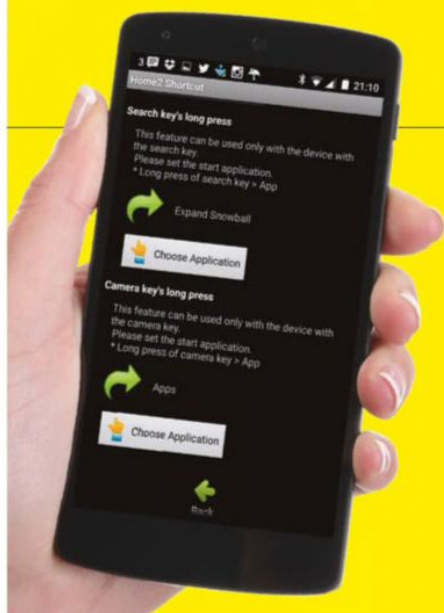 3 21:10
Home2 Shortcut
Search key's long press
This feature can be used only with the device with
the search key.
Please set the start application.
* Long press of search key > App
Expand Snowball
Choose Application
Camera key's long press
This feature can be used only with the device with
the camera key.
Please set the start application.
* Long press of camera key > App
Apps
Choose Application
Back